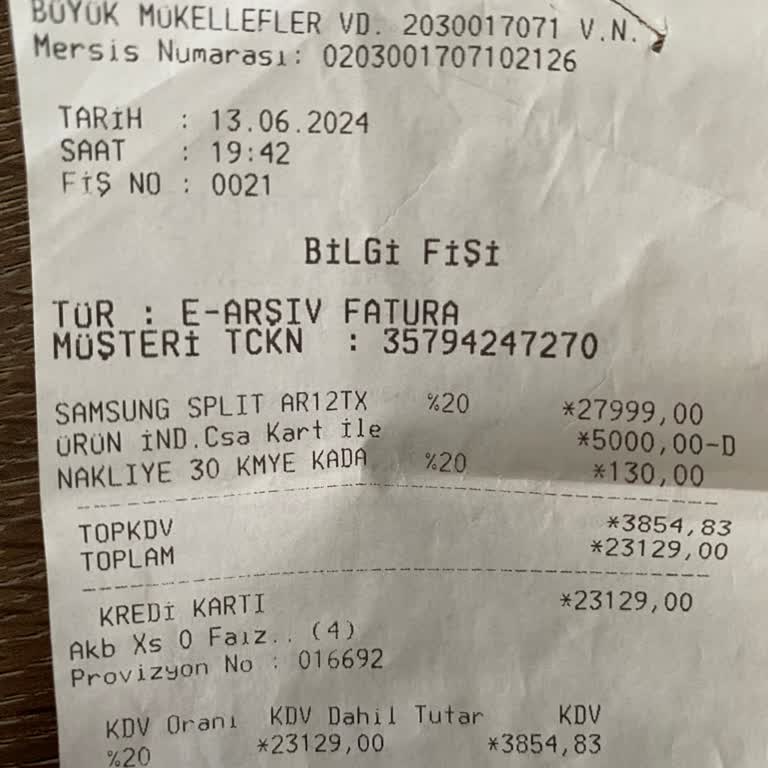 BÜYÜK MÜKELLEFLER VD. 2030017071 V.N.
Mersis Numarası: 0203001707102126
TARİH : 13.06.2024
SAAT : 19:42
FİŞ NO : 0021
BİLGİ FİŞİ
TÜR : E-ARŞİV FATURA
MÜŞTERİ TCKN : 35794247270
SAMSUNG SPLIT AR12TX %20 *27999,00
ÜRÜN İND.Csa Kart İle *5000,00-D
NAKLIYE 30 KMYE KADA %20 *130,00
TOPKDV *3854,83
TOPLAM *23129,00
KREDİ KARTI *23129,00
Akb Xs 0 Faiz.. (4)
Provizyon No : 016692
KDV Oranı KDV Dahil Tutar KDV
%20 *23129,00 *3854,83